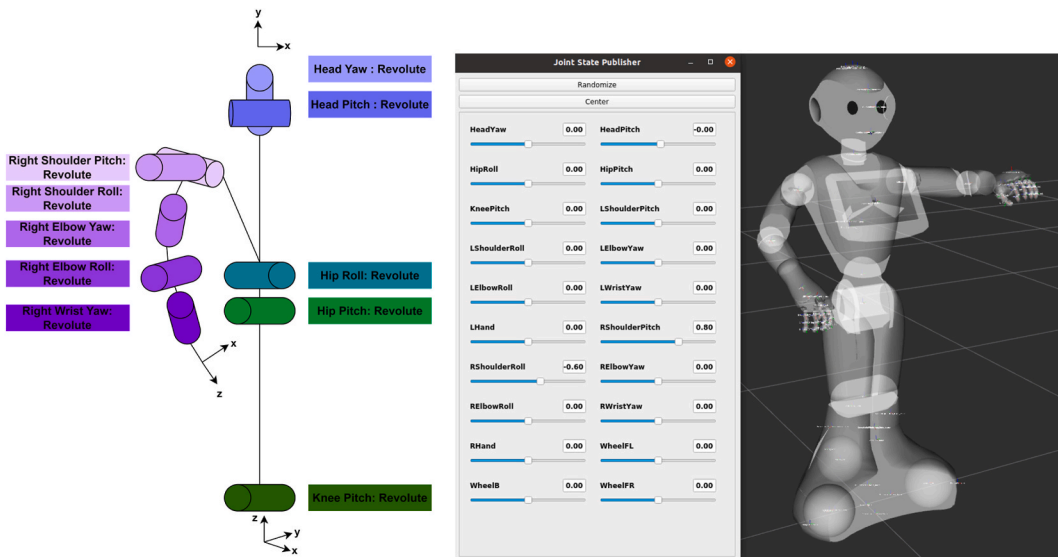 y
x
Head Yaw : Revolute
Head Pitch : Revolute
Right Shoulder Pitch:
Revolute
Right Shoulder Roll:
Revolute
Right Elbow Yaw:
Revolute
Right Elbow Roll:
Revolute
Right Wrist Yaw:
Revolute
Hip Roll: Revolute
Hip Pitch: Revolute
x
z
Knee Pitch: Revolute
z
y
x
Joint State Publisher
Randomize
Center
HeadYaw 0.00 HeadPitch -0.00
HipRoll 0.00 HipPitch 0.00
KneePitch 0.00 LShoulderPitch 0.00
LShoulderRoll 0.00 LElbowYaw 0.00
LElbowRoll 0.00 LWristYaw 0.00
LHand 0.00 RShoulderPitch 0.80
RShoulderRoll -0.60 RElbowYaw 0.00
RElbowRoll 0.00 RWristYaw 0.00
RHand 0.00 WheelFL 0.00
WheelB 0.00 WheelFR 0.00